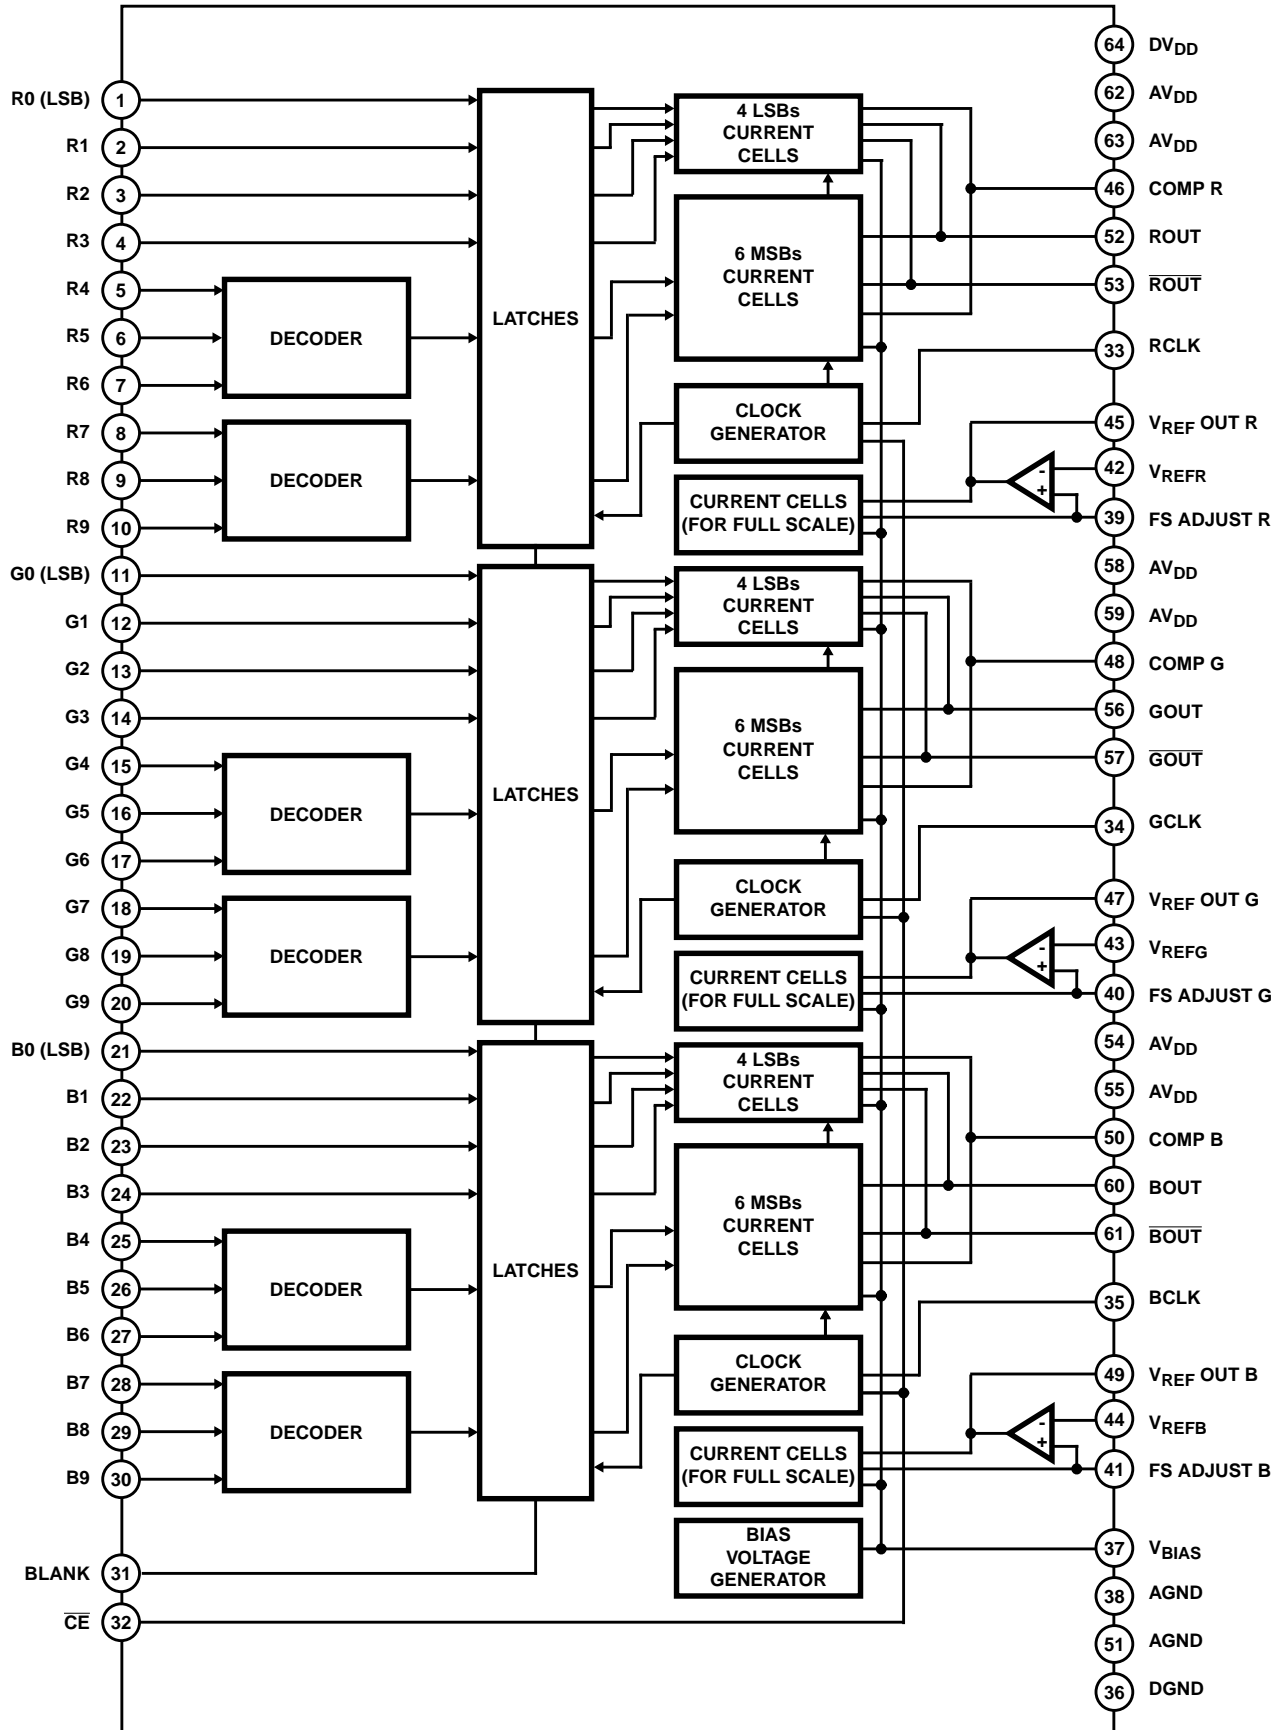 R0 (LSB) 1
R1 2
R2 3
R3 4
R4 5
R5 6
R6 7
R7 8
R8 9
R9 10
G0 (LSB) 11
G1 12
G2 13
G3 14
G4 15
G5 16
G6 17
G7 18
G8 19
G9 20
B0 (LSB) 21
B1 22
B2 23
B3 24
B4 25
B5 26
B6 27
B7 28
B8 29
B9 30
BLANK 31
CE 32
DECODER
DECODER
DECODER
DECODER
DECODER
DECODER
LATCHES
LATCHES
LATCHES
4 LSBs
CURRENT
CELLS
6 MSBs
CURRENT
CELLS
CLOCK
GENERATOR
CURRENT CELLS
(FOR FULL SCALE)
4 LSBs
CURRENT
CELLS
6 MSBs
CURRENT
CELLS
CLOCK
GENERATOR
CURRENT CELLS
(FOR FULL SCALE)
4 LSBs
CURRENT
CELLS
6 MSBs
CURRENT
CELLS
CLOCK
GENERATOR
CURRENT CELLS
(FOR FULL SCALE)
BIAS
VOLTAGE
GENERATOR
-
+
-
+
-
+
64 DVDD
62 AVDD
63 AVDD
46 COMP R
52 ROUT
53 ROUT
33 RCLK
45 VREF OUT R
42 VREFR
39 FS ADJUST R
58 AVDD
59 AVDD
48 COMP G
56 GOUT
57 GOUT
34 GCLK
47 VREF OUT G
43 VREFG
40 FS ADJUST G
54 AVDD
55 AVDD
50 COMP B
60 BOUT
61 BOUT
35 BCLK
49 VREF OUT B
44 VREFB
41 FS ADJUST B
37 VBIAS
38 AGND
51 AGND
36 DGND